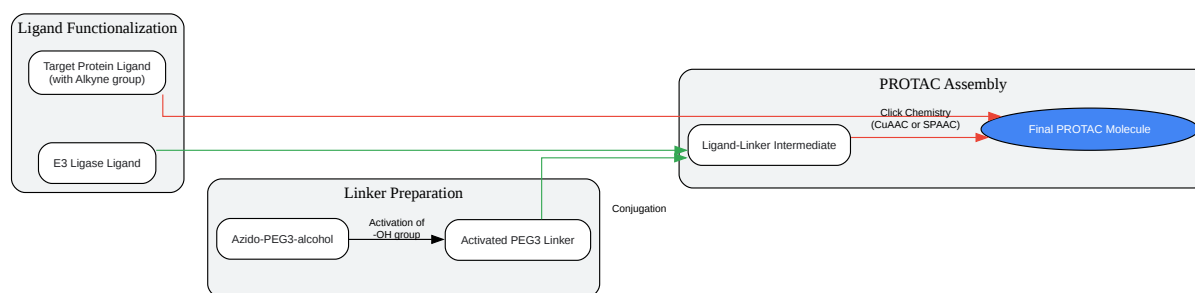 Ligand Functionalization
Target Protein Ligand
(with Alkyne group)
E3 Ligase Ligand
Linker Preparation
Azido-PEG3-alcohol
Activation of
-OH group
Activated PEG3 Linker
Conjugation
PROTAC Assembly
Ligand-Linker Intermediate
Click Chemistry
(CuAAC or SPAAC)
Final PROTAC Molecule